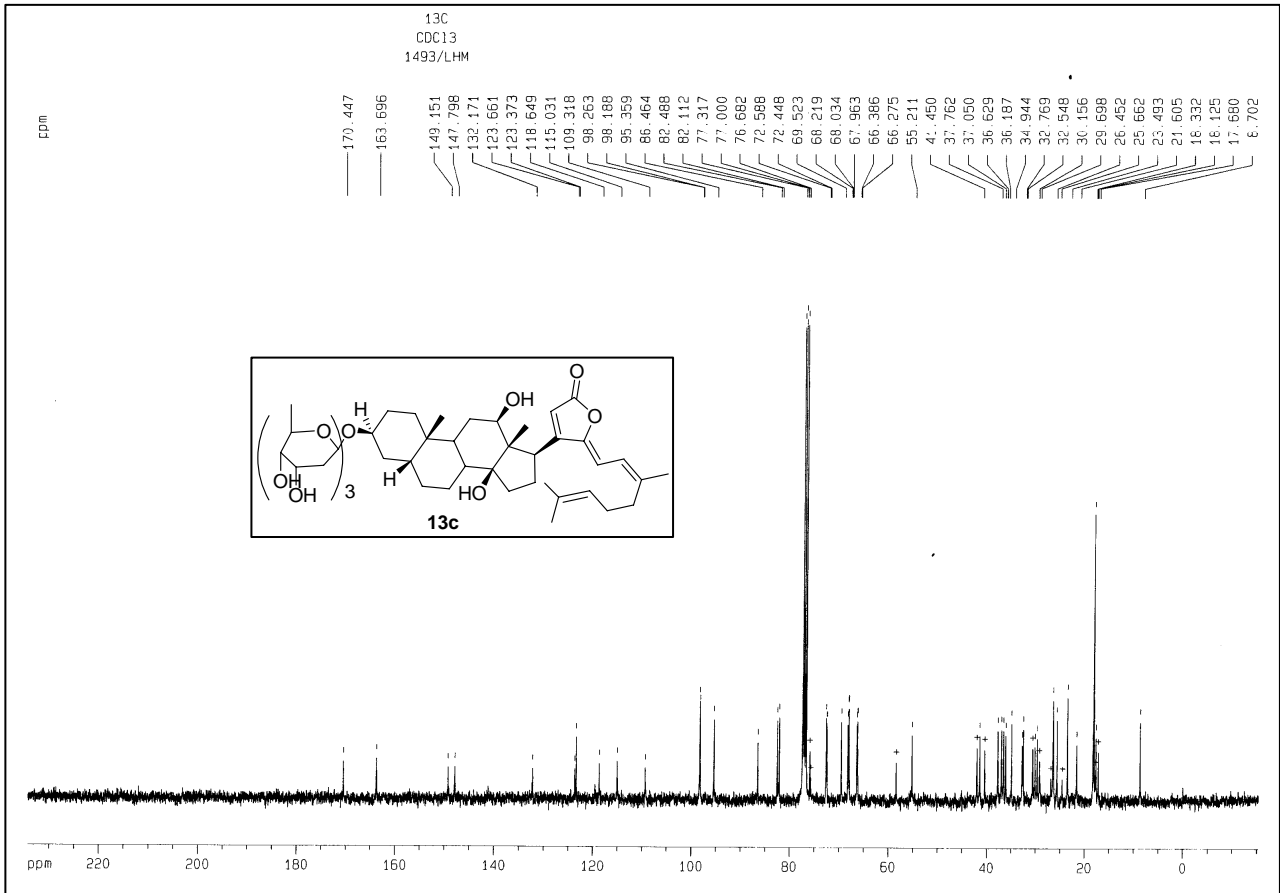 13C
CDCl3
1493/LHM
ppm
170.447
163.696
149.151
147.798
132.171
123.661
123.373
118.649
115.031
109.318
98.263
98.188
95.359
86.464
82.488
82.112
77.317
77.000
76.682
72.588
72.448
69.523
68.219
68.034
67.963
66.386
66.275
55.211
41.450
37.762
37.050
36.629
36.187
34.944
32.769
32.548
30.156
29.698
26.452
25.662
23.493
21.605
18.332
18.125
17.680
8.702
O
OH
O
H
O
O
OH
OH
3
H
HO
13c
ppm 220 200 180 160 140 120 100 80 60 40 20 0